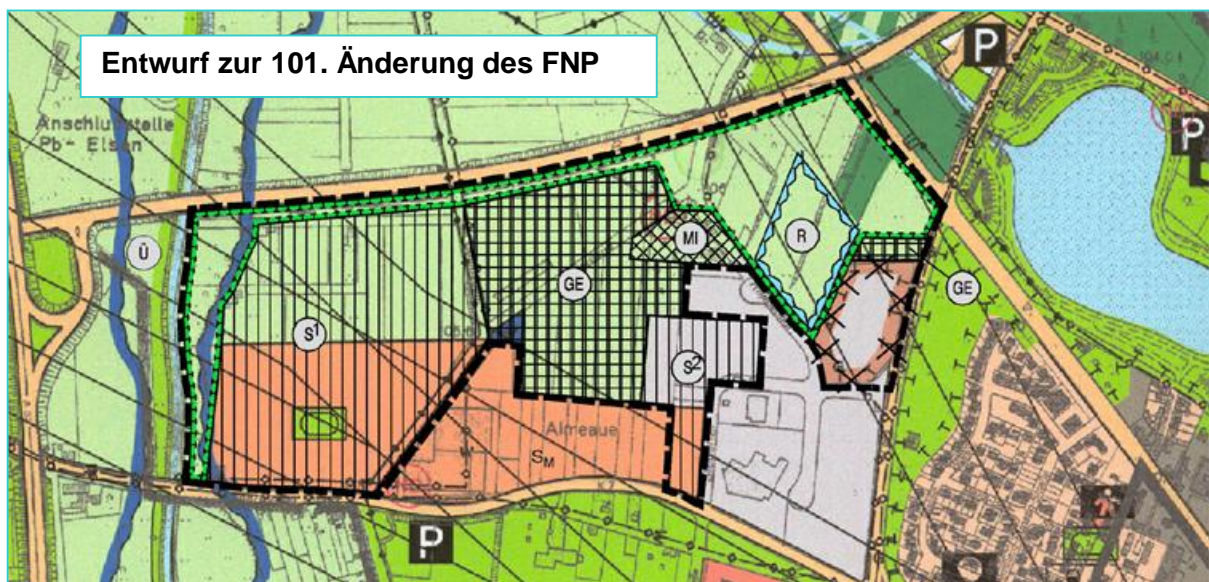 Entwurf zur 101. Änderung des FNP
P
Anschlußstelle
Pb - Elsen
P
MI
R
Ü
GE
GE
S1
S2
Almeaue
SM
P